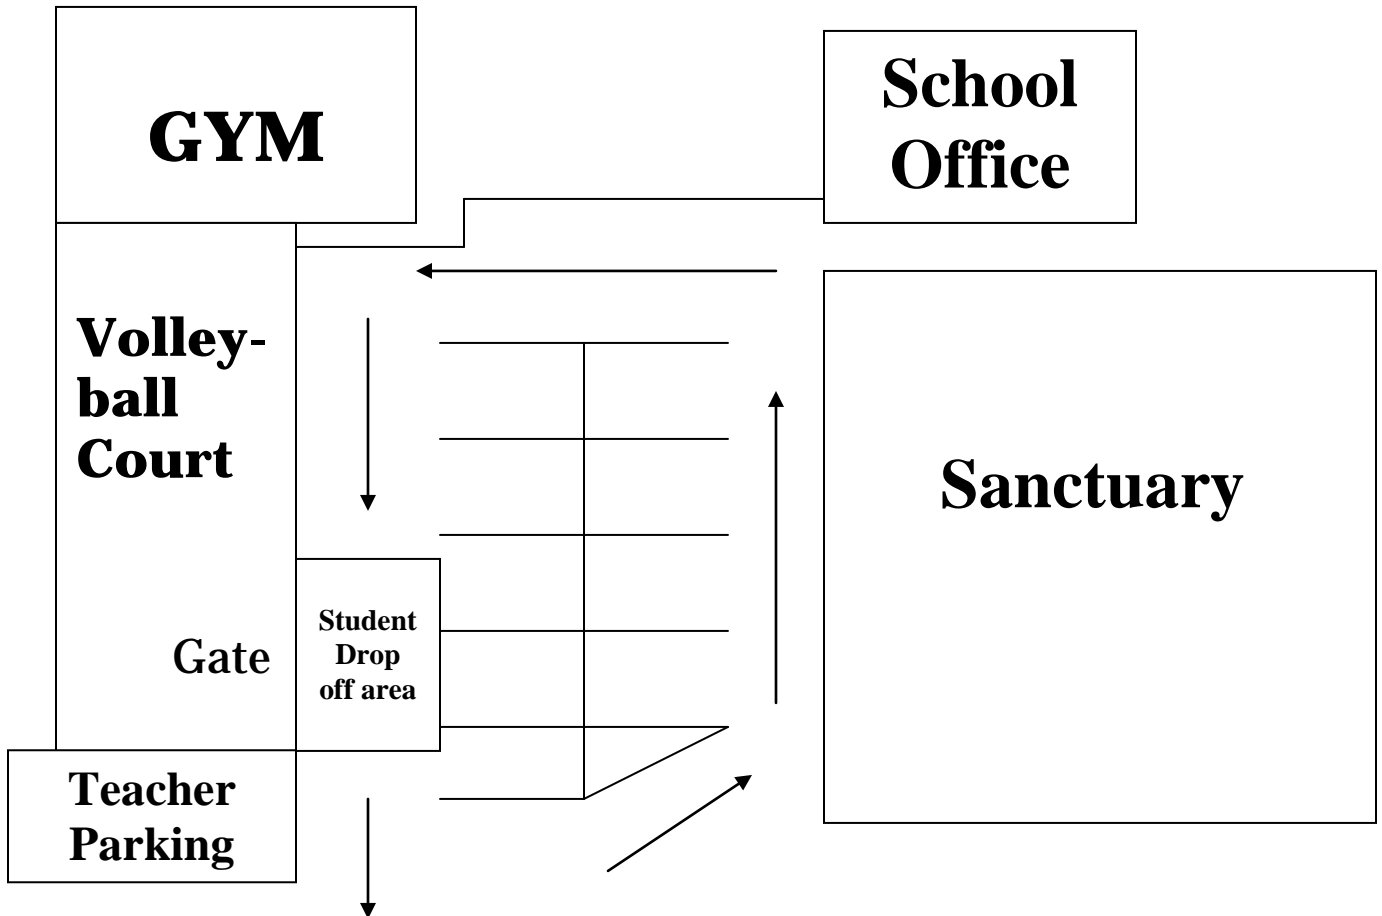 GYM
School
Office
Volley-
ball
Court
Sanctuary
Gate
Student
Drop
off area
Teacher
Parking